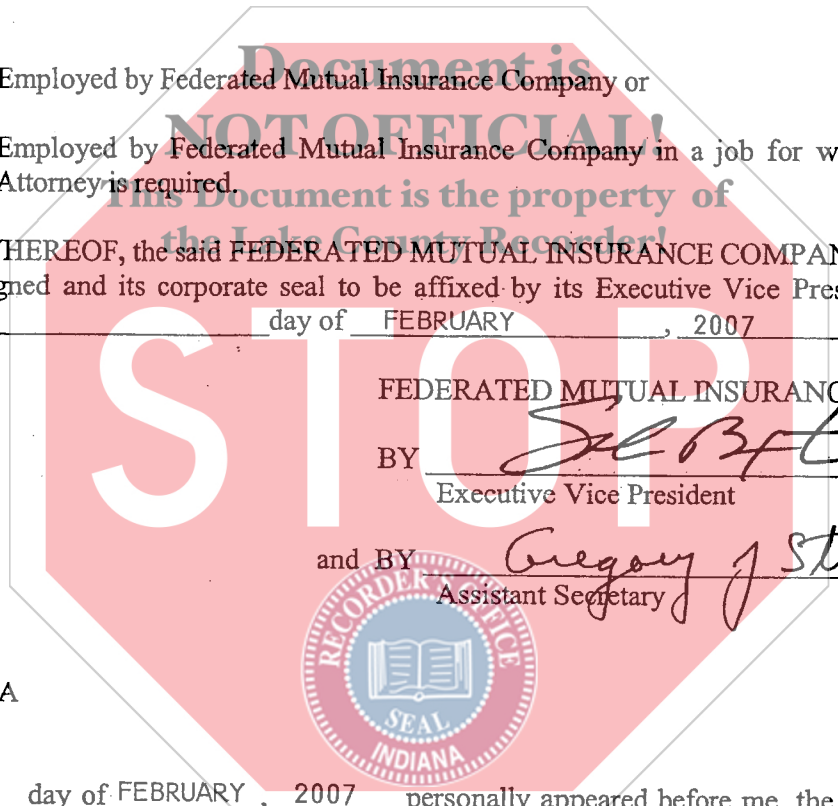 Document is
Employed by Federated Mutual Insurance Company or
NOT OFFICIAL!
Employed by Federated Mutual Insurance Company in a job for w
Attorney is required.
This Document is the property of
the Lake County Recorder!
HEREOF, the said FEDERATED MUTUAL INSURANCE COMPAN
gned and its corporate seal to be affixed by its Executive Vice Pres
day of FEBRUARY, 2007
STOP
FEDERATED MUTUAL INSURANC
BY
Executive Vice President
and BY Gregory J St
Assistant Secretary
RECORDER'S OFFICE
SEAL
INDIANA
A
day of FEBRUARY, 2007 personally appeared before me, the